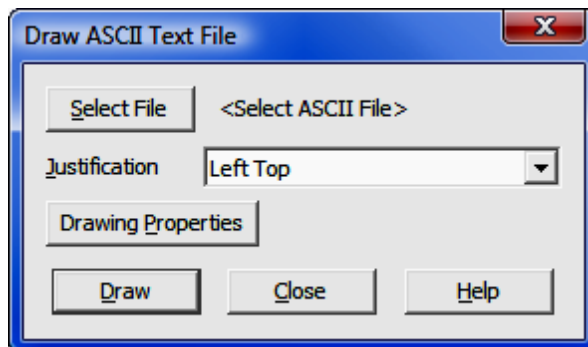 Draw ASCII Text File
X
Select File <Select ASCII File>
Justification Left Top
Drawing Properties
Draw Close Help